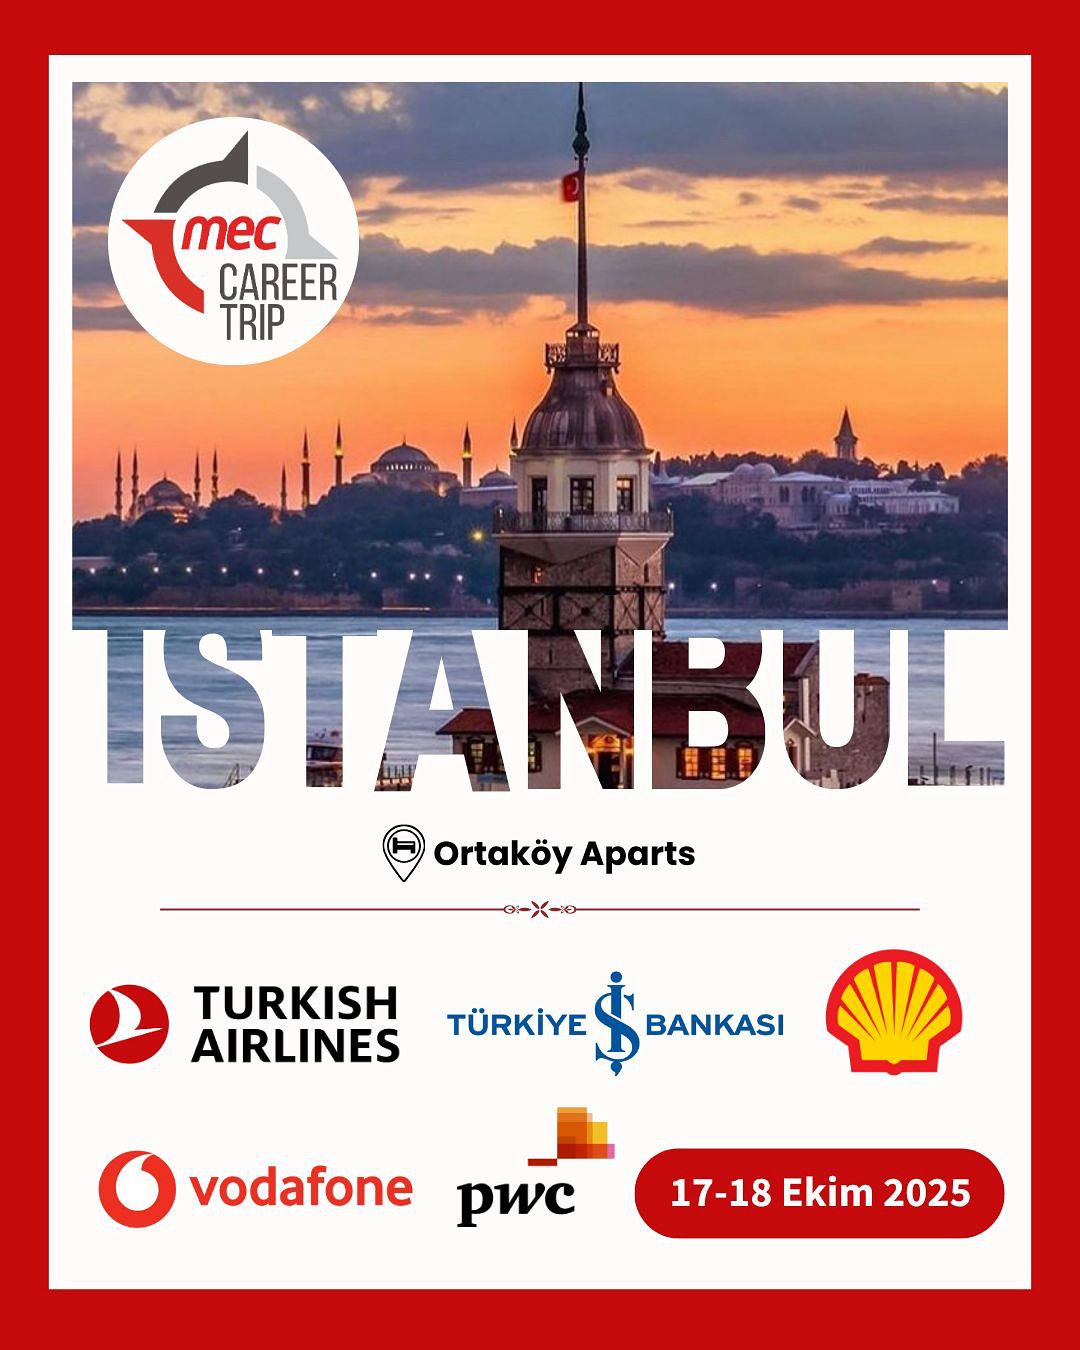 mec
CAREER
TRIP
ISTANBUL
Ortaköy Aparts
TURKISH
AIRLINES
TÜRKİYE İŞ BANKASI
vodafone
pwc
17-18 Ekim 2025